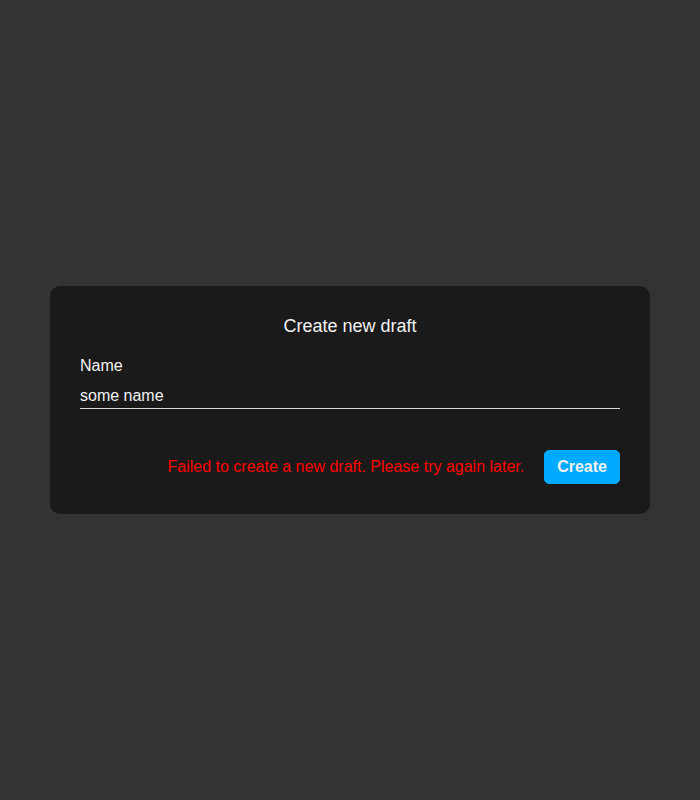 Create new draft
Name
some name
Failed to create a new draft. Please try again later.
Create